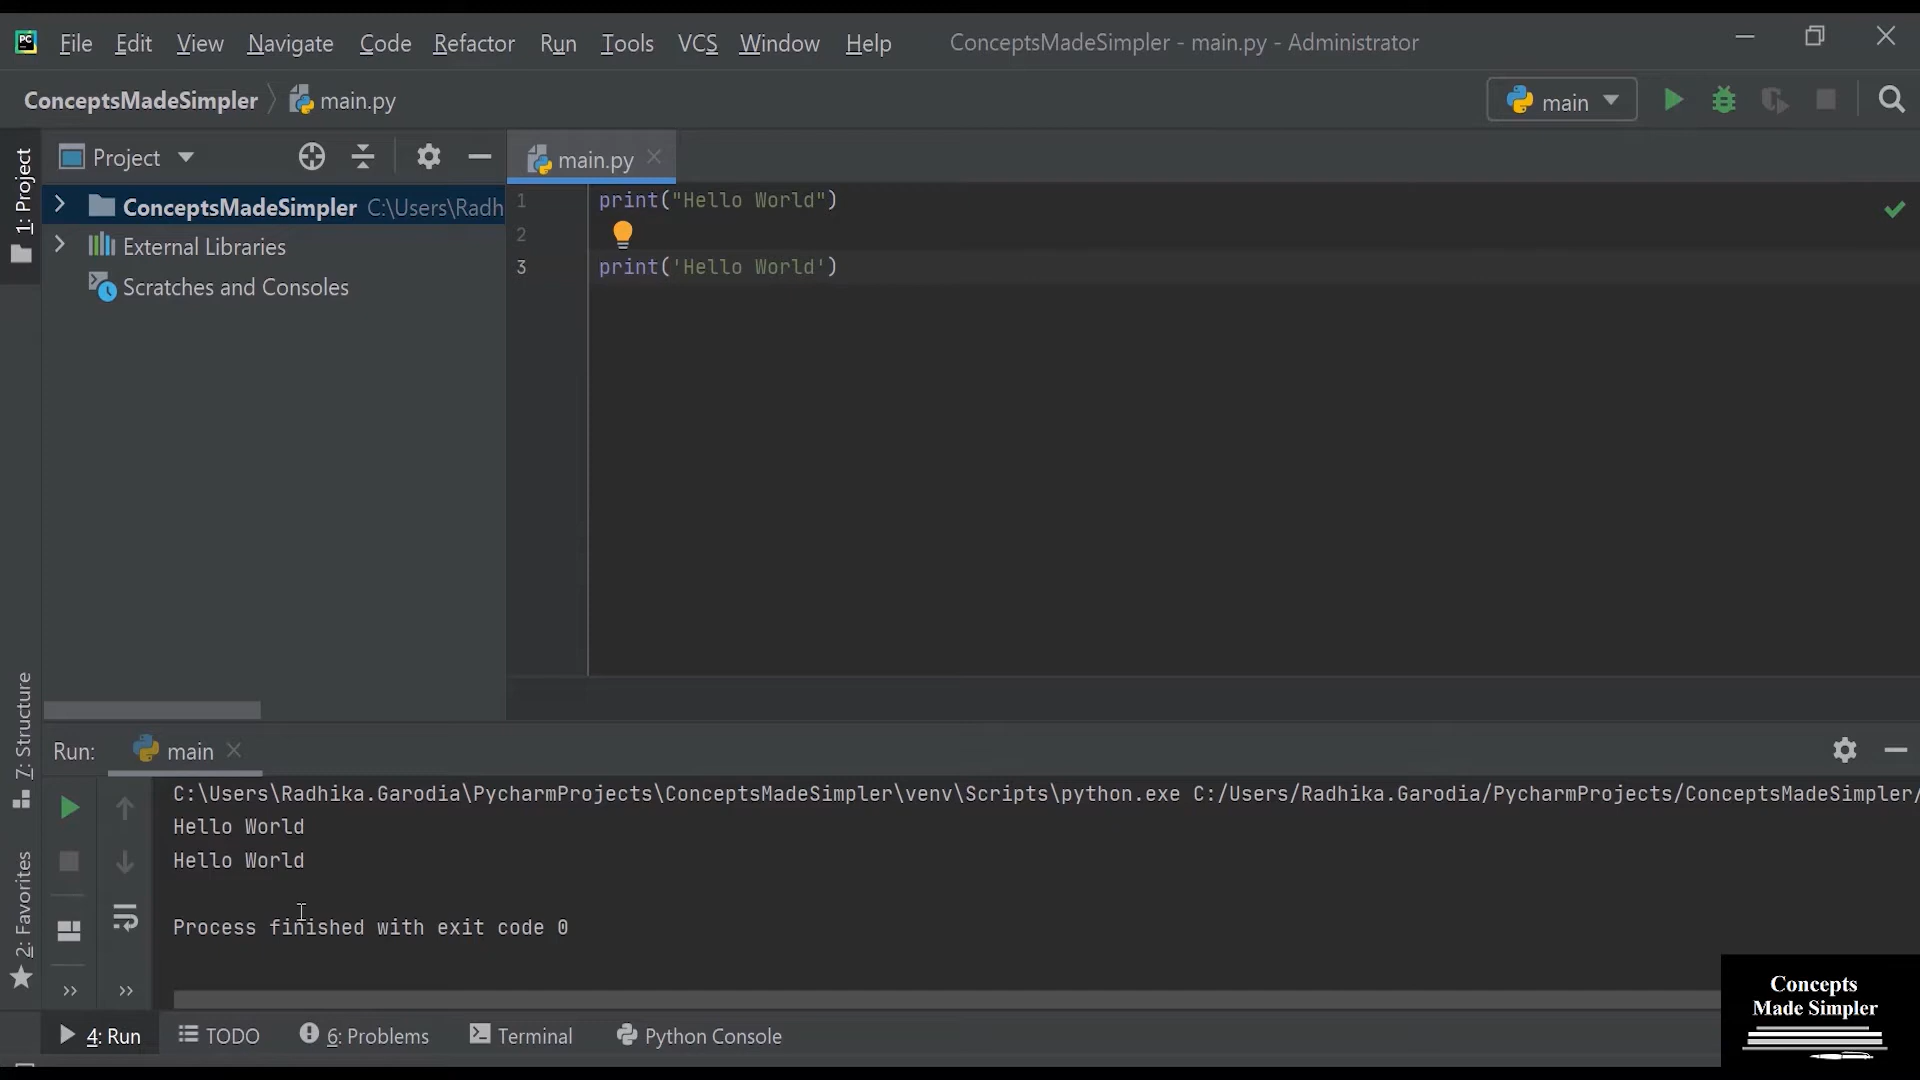 PC File Edit View Navigate Code Refactor Run Tools VCS Window Help ConceptsMadeSimpler - main.py - Administrator
ConceptsMadeSimpler main.py main
1: Project
Project main.py
ConceptsMadeSimpler C:\Users\Radh
External Libraries
Scratches and Consoles
1 print("Hello World")
2
3 print('Hello World')
7: Structure
2: Favorites
Run: main
C:\Users\Radhika.Garodia\PycharmProjects\ConceptsMadeSimpler\venv\Scripts\python.exe C:/Users/Radhika.Garodia/PycharmProjects/ConceptsMadeSimpler/
Hello World
Hello World
Process finished with exit code 0
4: Run TODO 6: Problems Terminal Python Console
Concepts
Made Simpler